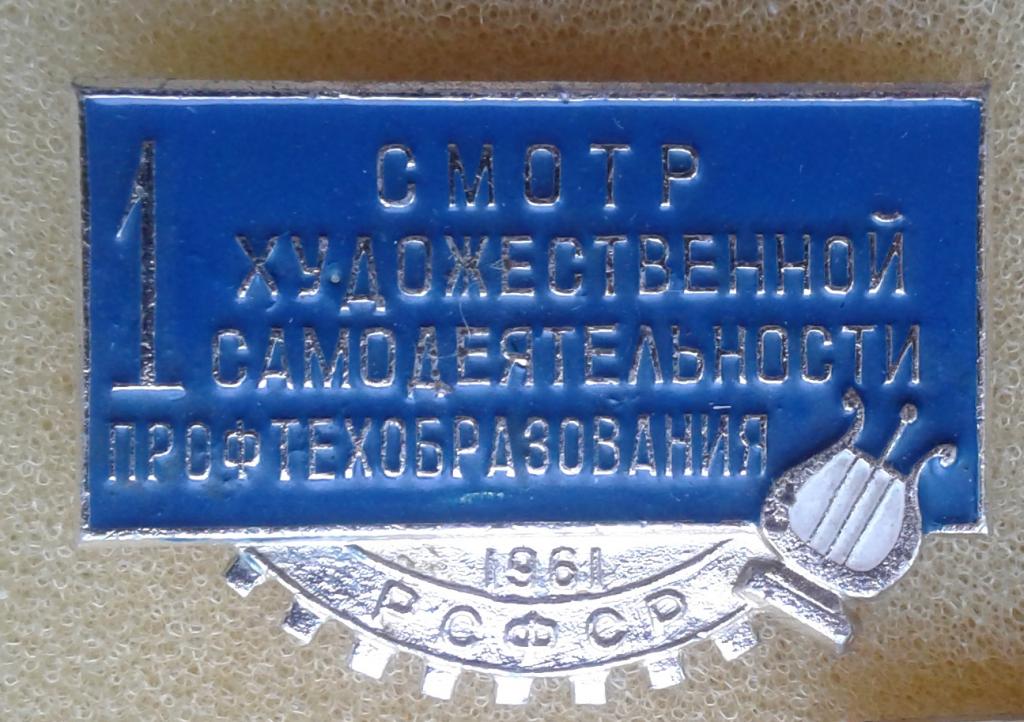 1
СМОТР
ХУДОЖЕСТВЕННОЙ
САМОДЕЯТЕЛЬНОСТИ
ПРОФТЕХОБРАЗОВАНИЯ
1961
РСФСР